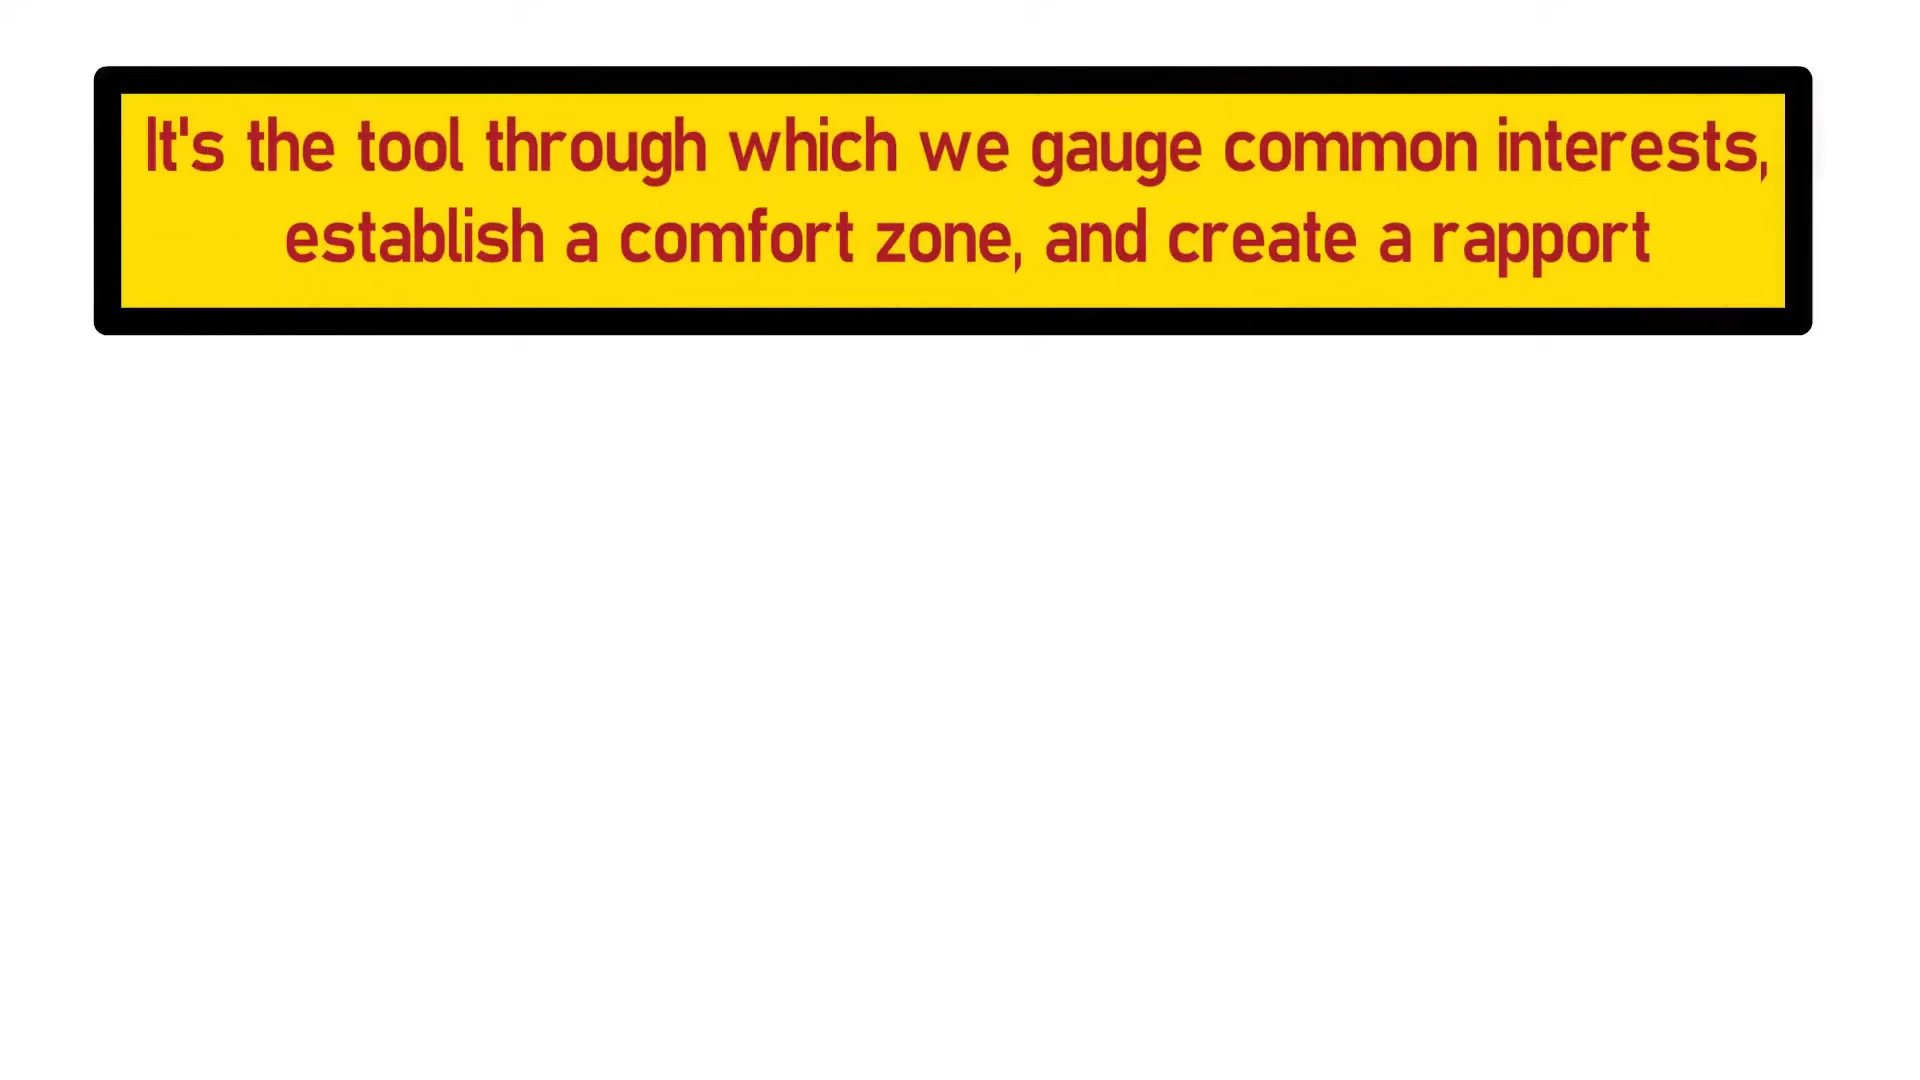 It's the tool through which we gauge common interests,
establish a comfort zone, and create a rapport